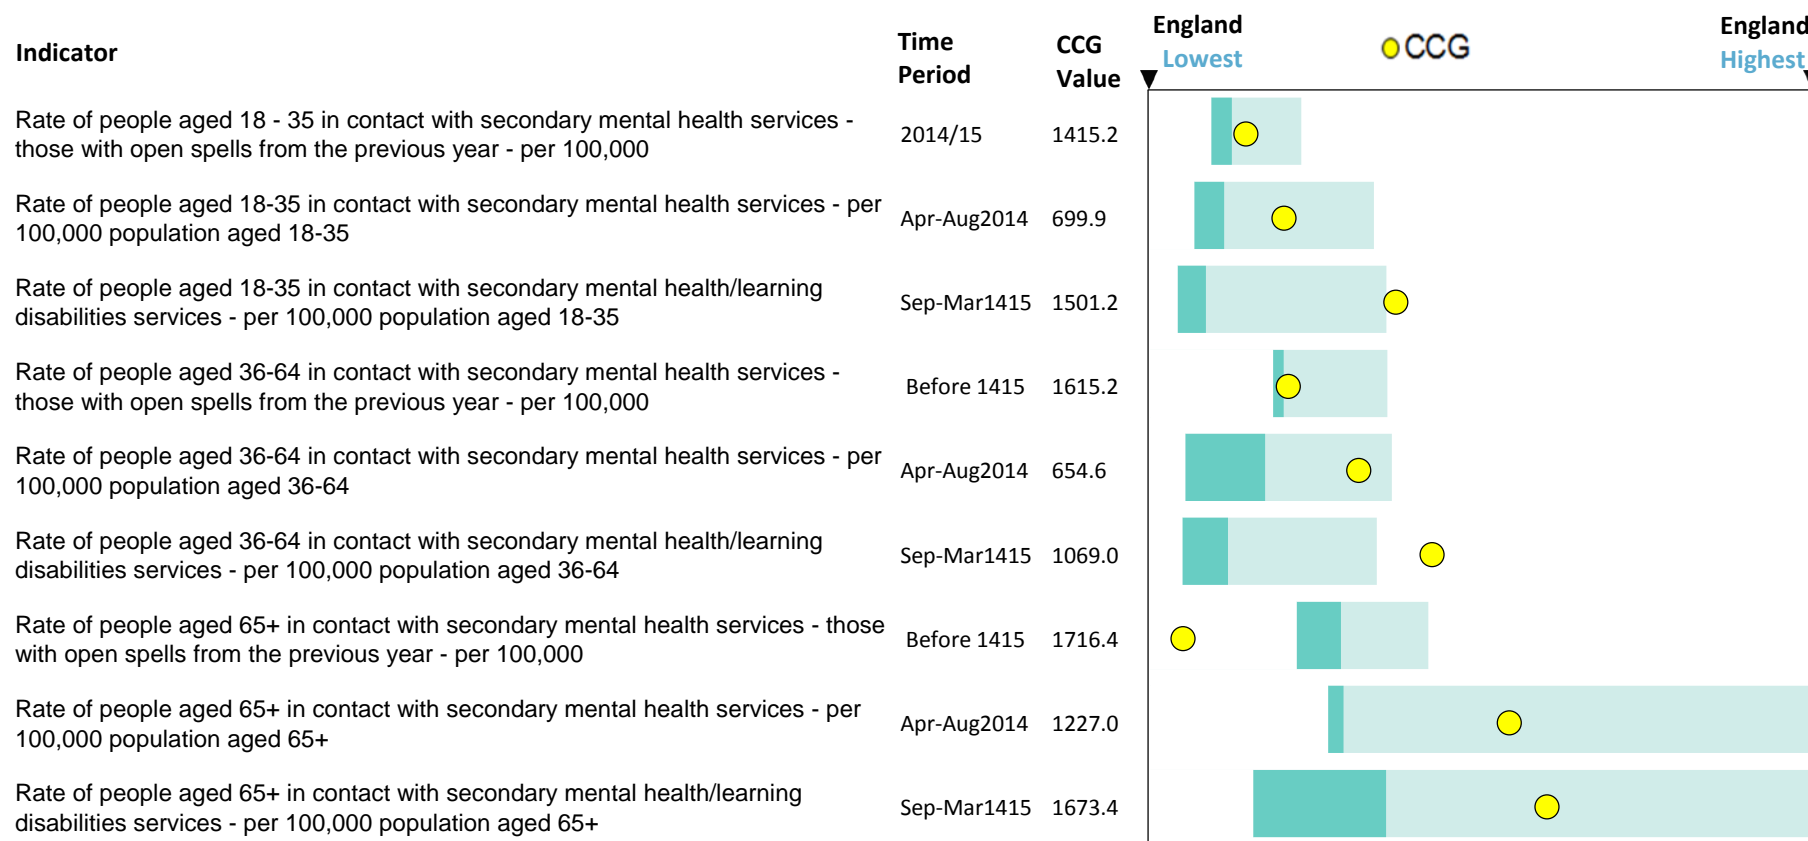 Indicator
Time
Period
CCG
Value
England
Lowest
CCG
England
Highest
Rate of people aged 18 - 35 in contact with secondary mental health services -
those with open spells from the previous year - per 100,000
2014/15
1415.2
Rate of people aged 18-35 in contact with secondary mental health services - per
100,000 population aged 18-35
Apr-Aug2014
699.9
Rate of people aged 18-35 in contact with secondary mental health/learning
disabilities services - per 100,000 population aged 18-35
Sep-Mar1415
1501.2
Rate of people aged 36-64 in contact with secondary mental health services -
those with open spells from the previous year - per 100,000
Before 1415
1615.2
Rate of people aged 36-64 in contact with secondary mental health services - per
100,000 population aged 36-64
Apr-Aug2014
654.6
Rate of people aged 36-64 in contact with secondary mental health/learning
disabilities services - per 100,000 population aged 36-64
Sep-Mar1415
1069.0
Rate of people aged 65+ in contact with secondary mental health services - those
with open spells from the previous year - per 100,000
Before 1415
1716.4
Rate of people aged 65+ in contact with secondary mental health services - per
100,000 population aged 65+
Apr-Aug2014
1227.0
Rate of people aged 65+ in contact with secondary mental health/learning
disabilities services - per 100,000 population aged 65+
Sep-Mar1415
1673.4